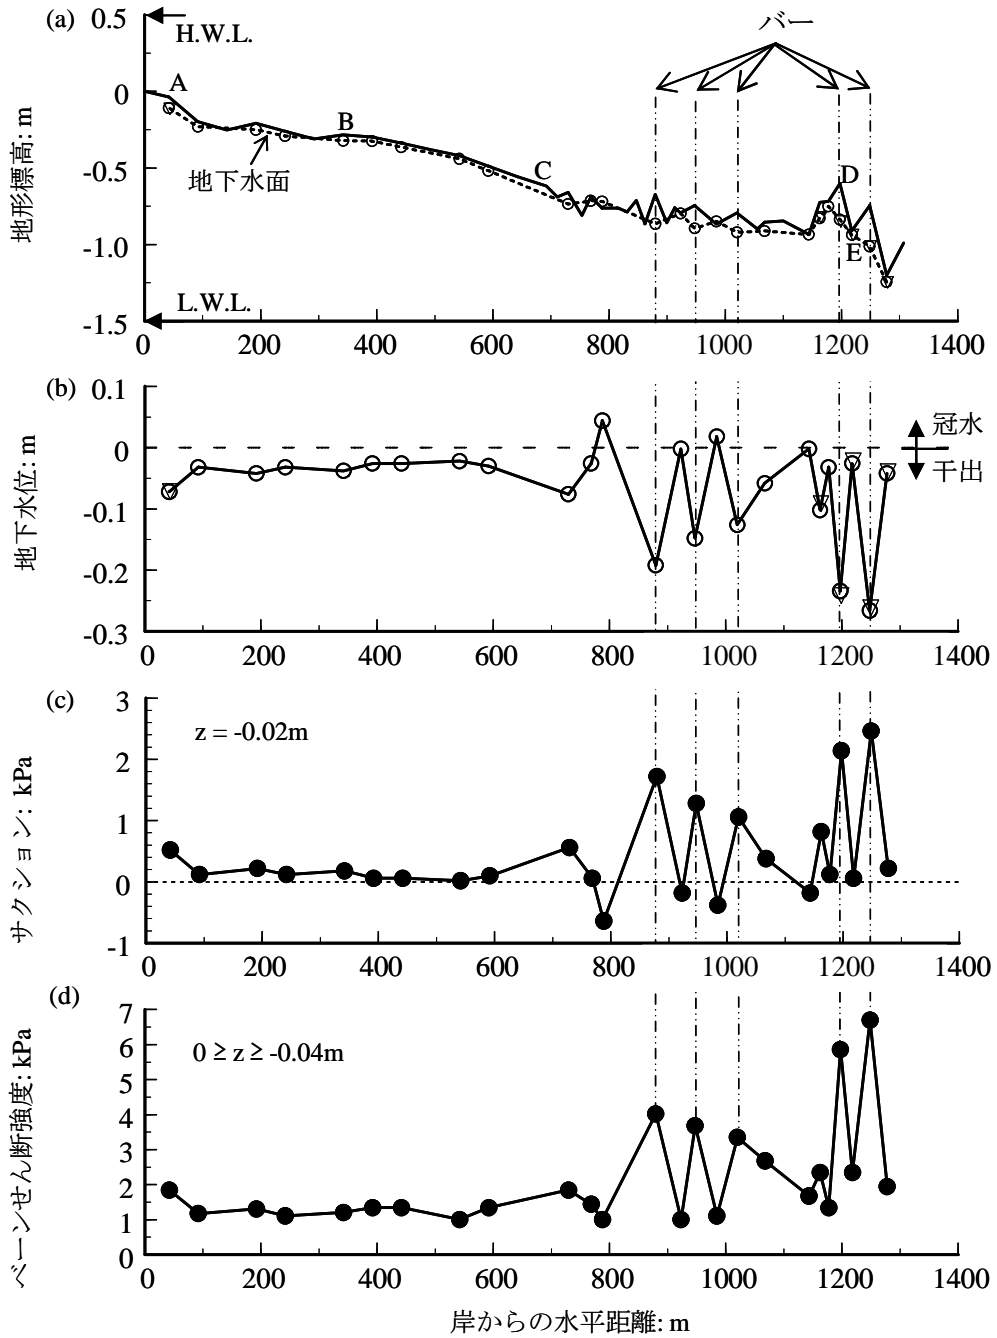 (a)
0.5
H.W.L.
バー
A
0
B
地下水面
C
D
-0.5
-1.0
E
L.W.L.
-1.5
地形標高: m
0 200 400 600 800 1000 1200 1400
(b)
0.1
冠水
0
干出
-0.1
-0.2
-0.3
地下水位: m
0 200 400 600 800 1000 1200 1400
(c)
3
z = -0.02m
2
1
0
-1
サクション: kPa
0 200 400 600 800 1000 1200 1400
(d)
7
0 ≥ z ≥ -0.04m
6
5
4
3
2
1
0
ベーンせん断強度: kPa
0 200 400 600 800 1000 1200 1400
岸からの水平距離: m